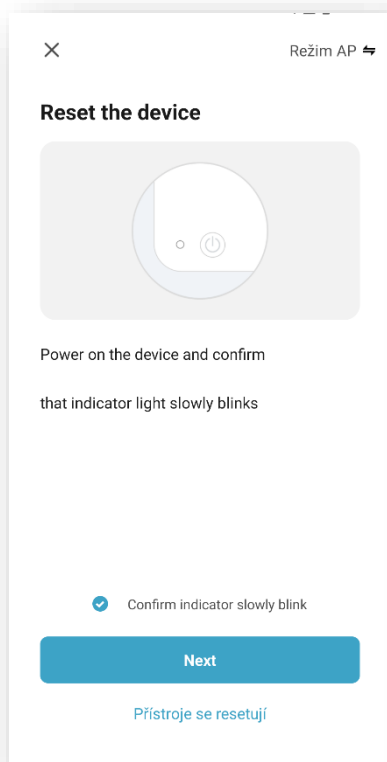 Režim AP
Reset the device
Power on the device and confirm
that indicator light slowly blinks
Confirm indicator slowly blink
Next
Přístroje se resetují